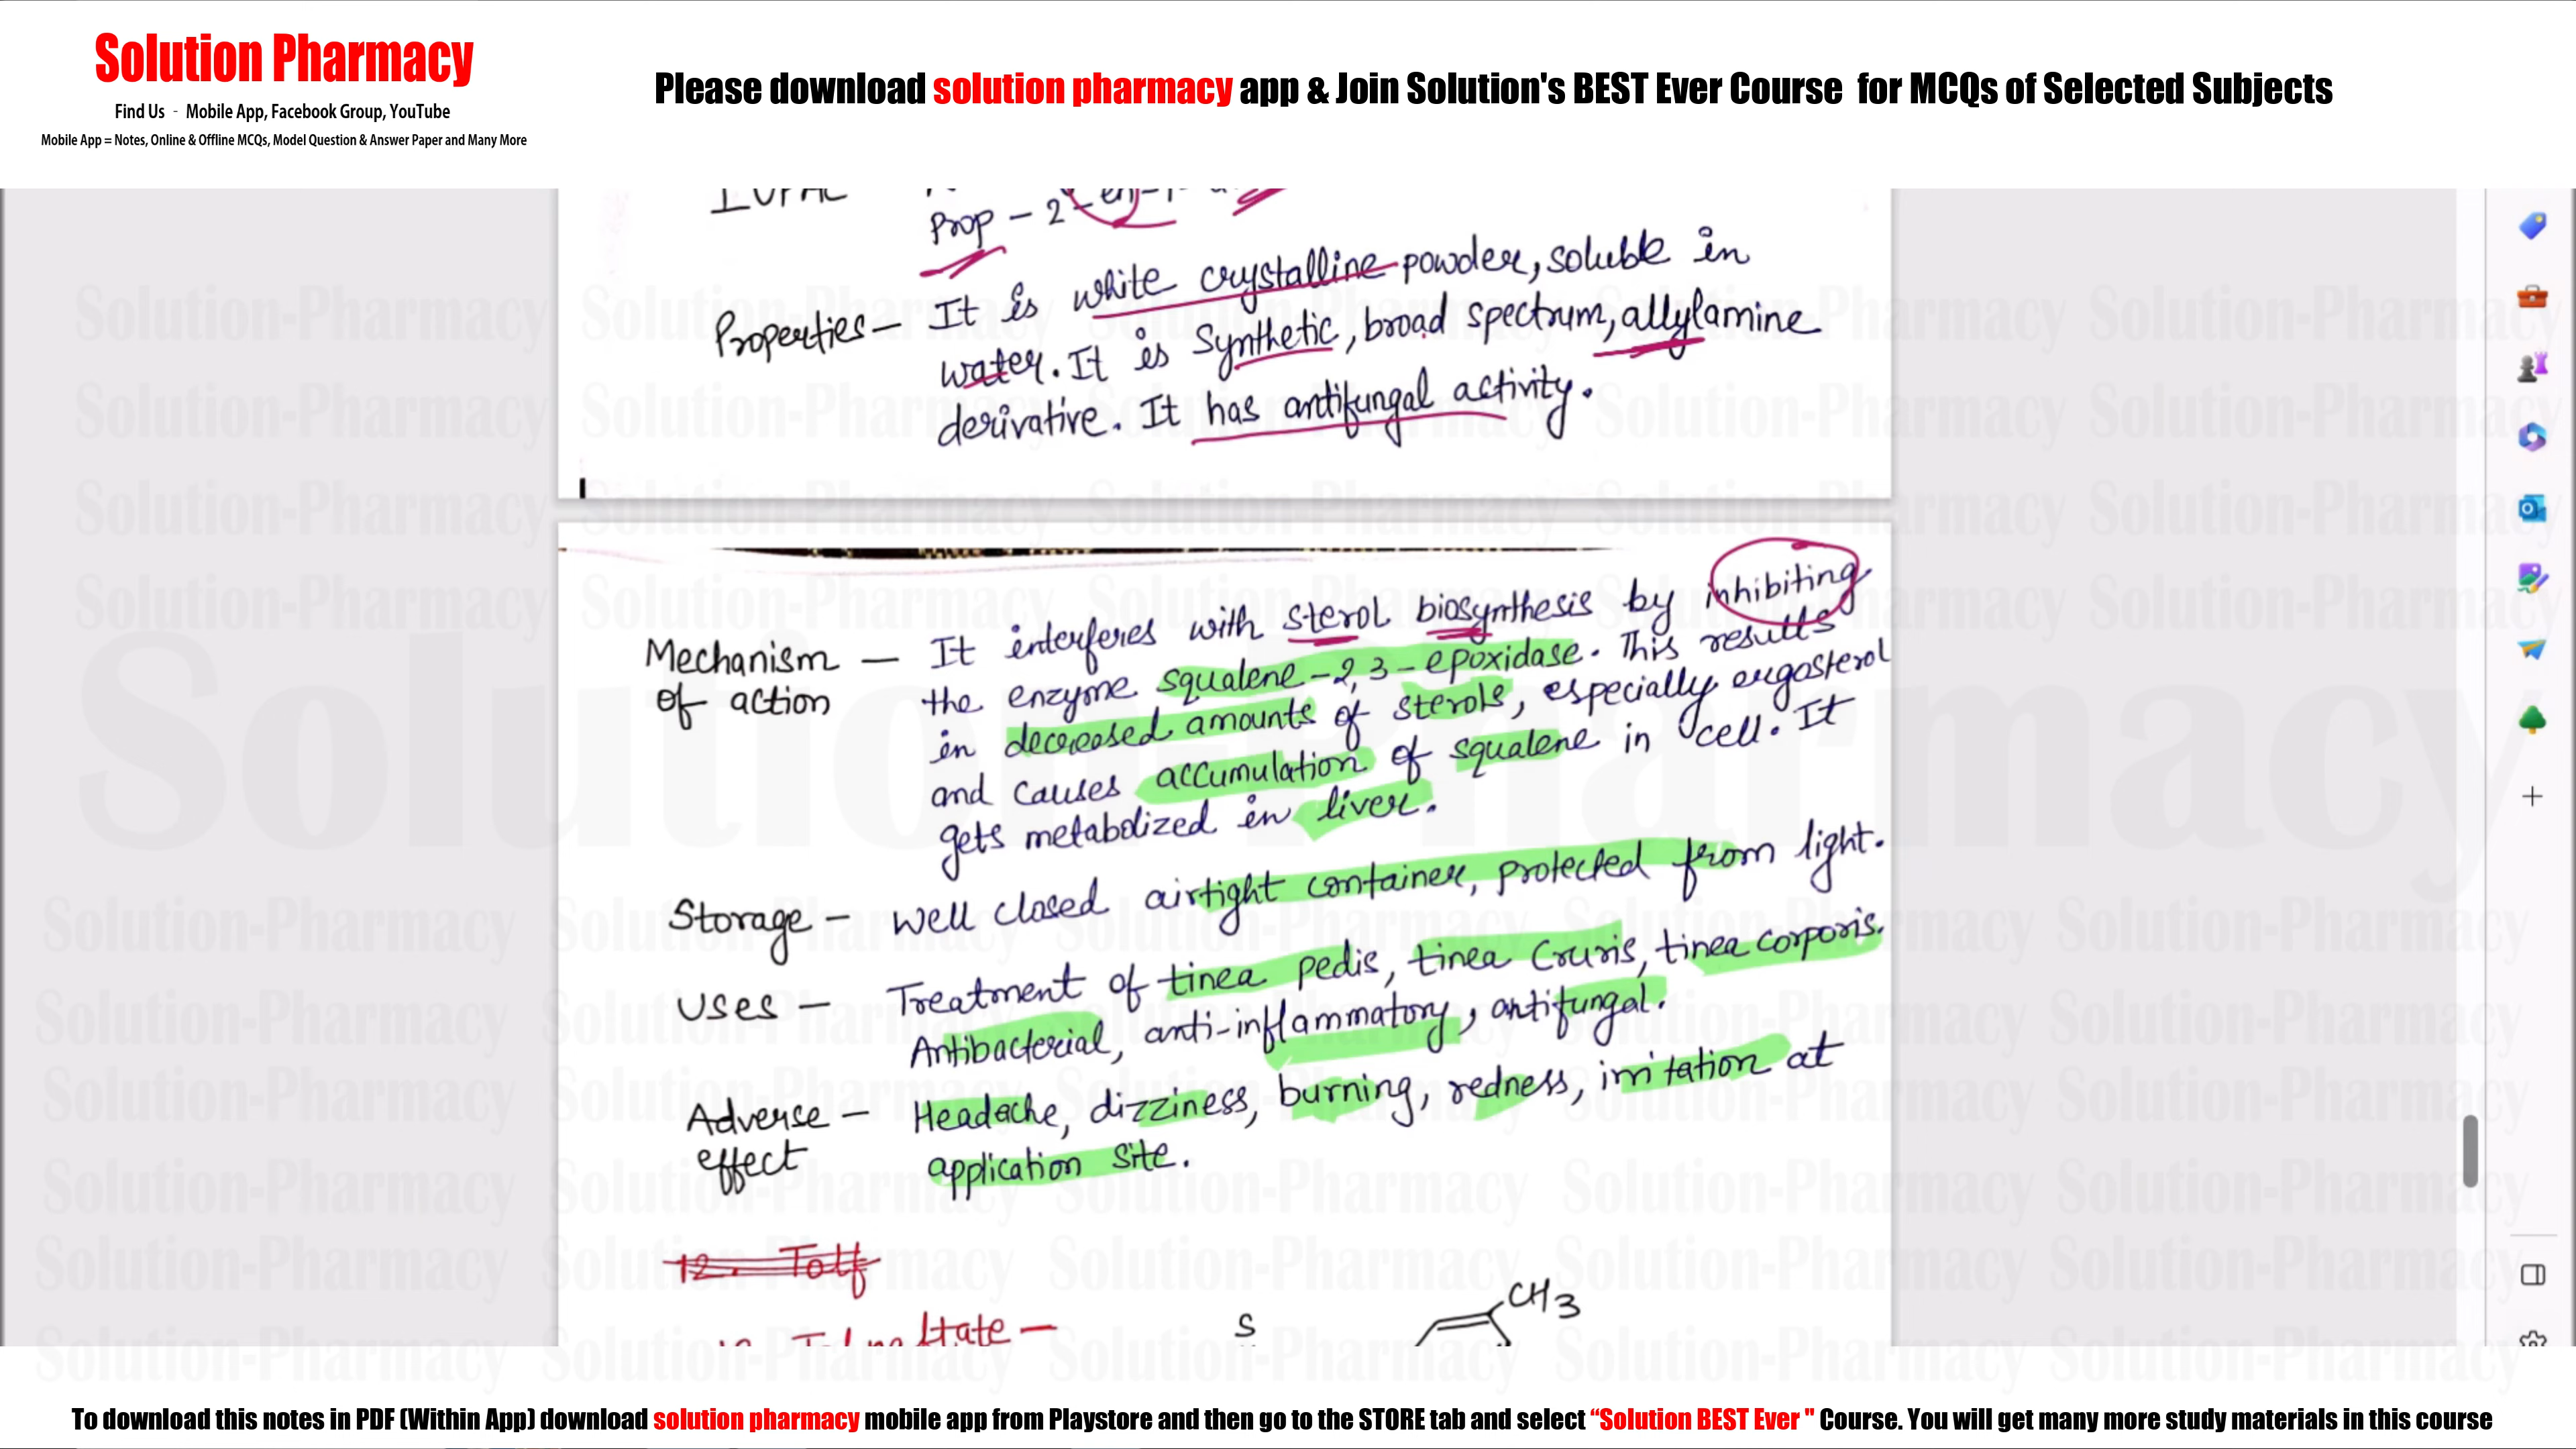 Solution Pharmacy
Find Us - Mobile App, Facebook Group, YouTube
Mobile App = Notes, Online & Offline MCQs, Model Question & Answer Paper and Many More
Please download solution pharmacy app & Join Solution's BEST Ever Course for MCQs of Selected Subjects
IUPAC
Prop - 2 - en - 1-
Properties - It is white crystalline powder, soluble in
water. It is Synthetic, broad spectrum, allylamine
derivative. It has antifungal activity.
Mechanism of action - It interferes with sterol biosynthesis by inhibiting
the enzyme squalene-2,3-epoxidase. This results
in decreased amounts of sterols, especially ergosterol
and causes accumulation of squalene in cell. It
gets metabolized in liver.
Storage - Well closed airtight container, protected from light.
Uses - Treatment of tinea pedis, tinea Cruris, tinea corporis.
Antibacterial, anti-inflammatory, antifungal.
Adverse effect - Headache, dizziness, burning, redness, irritation at
application site.
12. Tolf
S
CH3
To download this notes in PDF (Within App) download solution pharmacy mobile app from Playstore and then go to the STORE tab and select “Solution BEST Ever " Course. You will get many more study materials in this course